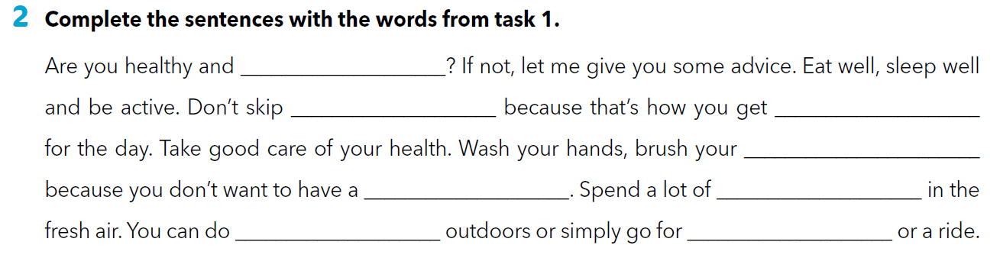 2 Complete the sentences with the words from task 1.
Are you healthy and ____________________? If not, let me give you some advice. Eat well, sleep well
and be active. Don’t skip ____________________ because that’s how you get ____________________
for the day. Take good care of your health. Wash your hands, brush your _______________________
because you don’t want to have a ____________________. Spend a lot of ____________________ in the
fresh air. You can do ____________________ outdoors or simply go for ____________________ or a ride.